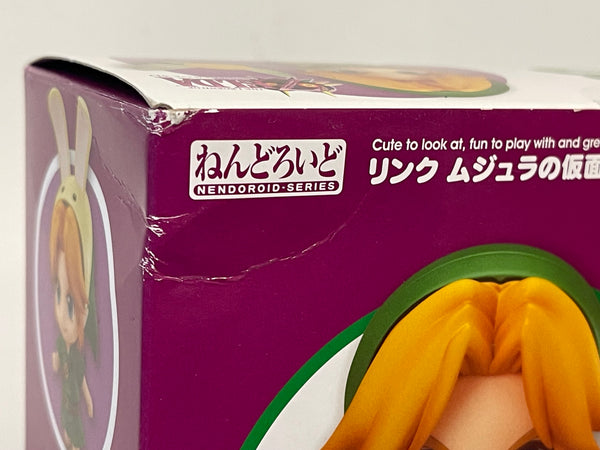 ねんどろいど
NENDOROID·SERIES
Cute to look at, fun to play with and gre
リンク ムジュラの仮面